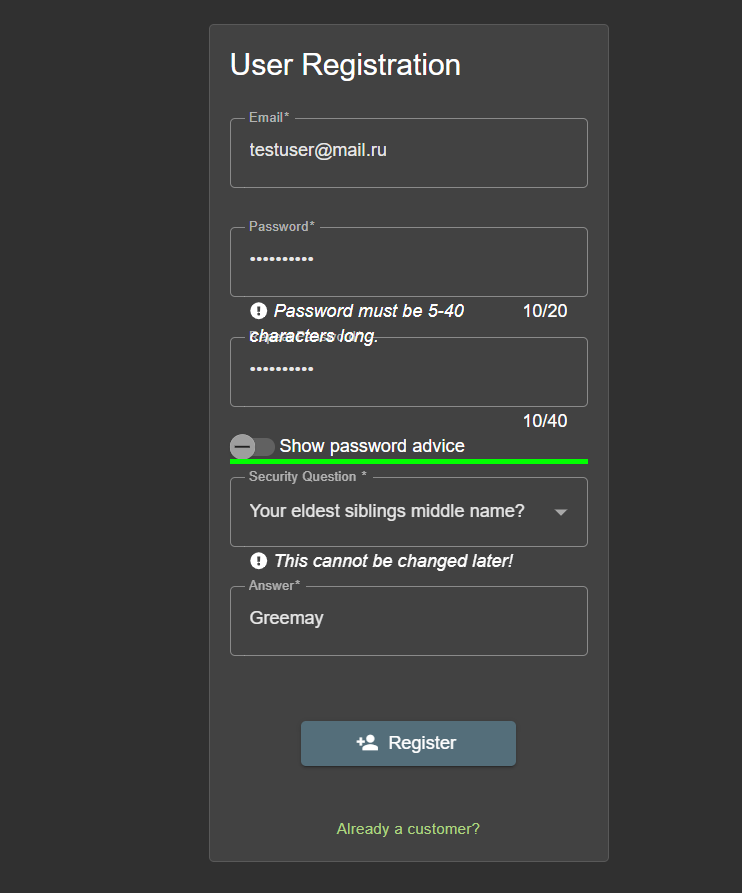 User Registration
Email*
testuser@mail.ru
Password*
••••••••••
Password must be 5-40
characters long.
10/20
••••••••••
10/40
Show password advice
Security Question *
Your eldest siblings middle name?
This cannot be changed later!
Answer*
Greemay
Register
Already a customer?